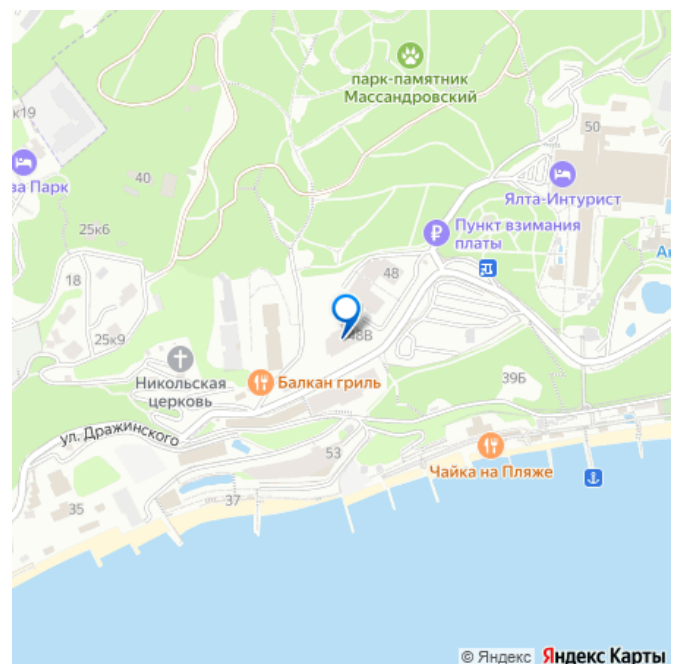 парк-памятник
Массандровский
к19
50
ва Парк
40
Ялта-Интурист
25к6
Пункт взимания
платы
Ан
18
48
48В
25к9
Никольская
церковь
Балкан гриль
39Б
ул. Дражинского
53
Чайка на Пляже
37
35
© Яндекс Яндекс Карты